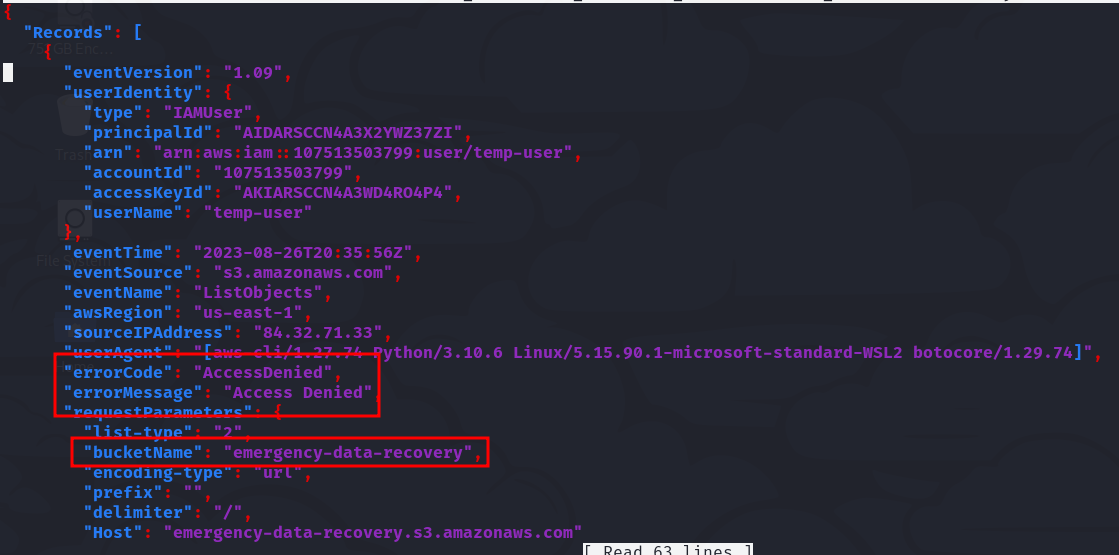 {
"Records": [
{
"eventVersion": "1.09",
"userIdentity": {
"type": "IAMUser",
"principalId": "AIDARSCCN4A3X2YWZ37ZI",
"arn": "arn:aws:iam::107513503799:user/temp-user",
"accountId": "107513503799",
"accessKeyId": "AKIARSCCN4A3WD4RO4P4",
"userName": "temp-user"
},
"eventTime": "2023-08-26T20:35:56Z",
"eventSource": "s3.amazonaws.com",
"eventName": "ListObjects",
"awsRegion": "us-east-1",
"sourceIPAddress": "84.32.71.33",
"userAgent": "[aws-cli/1.27.74 Python/3.10.6 Linux/5.15.90.1-microsoft-standard-WSL2 botocore/1.29.74]",
"errorCode": "AccessDenied",
"errorMessage": "Access Denied",
"requestParameters": {
"list-type": "2",
"bucketName": "emergency-data-recovery",
"encoding-type": "url",
"prefix": "",
"delimiter": "/",
"Host": "emergency-data-recovery.s3.amazonaws.com"
[ Read 63 lines ]